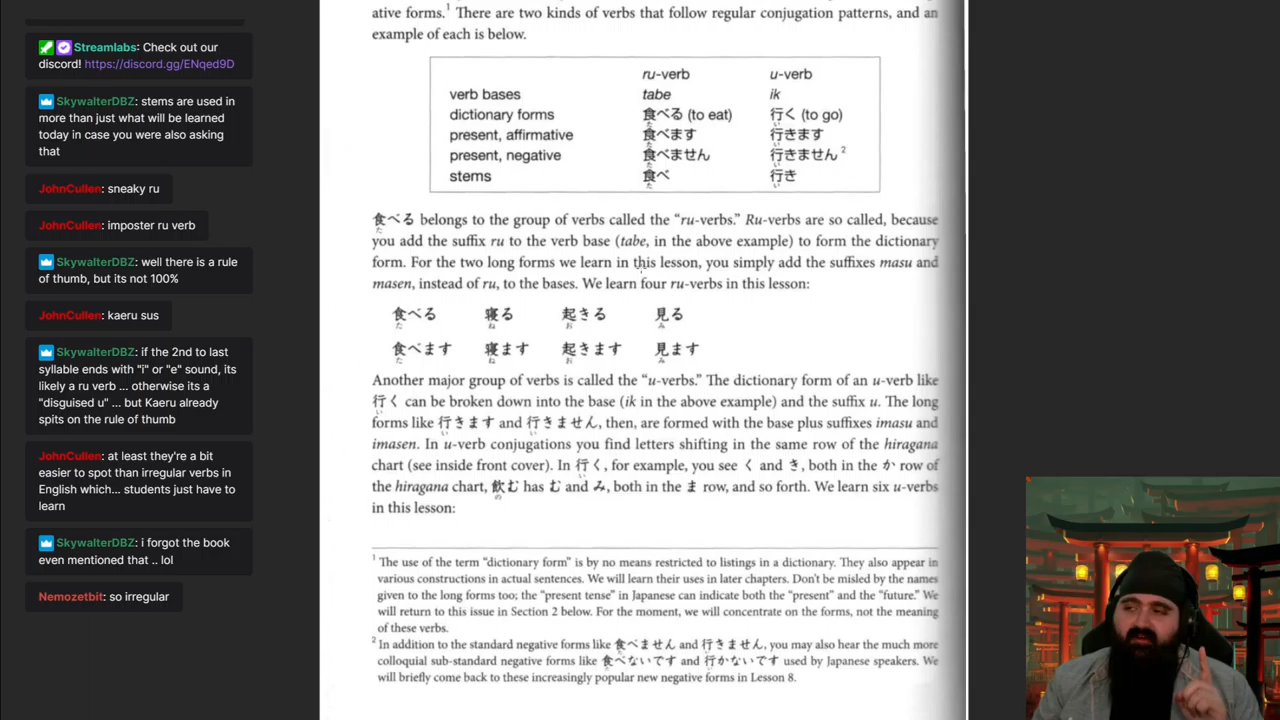 Streamlabs: Check out our
discord! https://discord.gg/ENqed9D
SkywalterDBZ: stems are used in
more than just what will be learned
today in case you were also asking
that
JohnCullen: sneaky ru
JohnCullen: imposter ru verb
SkywalterDBZ: well there is a rule
of thumb, but its not 100%
JohnCullen: kaeru sus
SkywalterDBZ: if the 2nd to last
syllable ends with "i" or "e" sound, its
likely a ru verb ... otherwise its a
"disguised u" ... but Kaeru already
spits on the rule of thumb
JohnCullen: at least they're a bit
easier to spot than irregular verbs in
English which... students just have to
learn
SkywalterDBZ: i forgot the book
even mentioned that .. lol
Nemozetbit: so irregular
ative forms.1 There are two kinds of verbs that follow regular conjugation patterns, and an
example of each is below.
ru-verb u-verb
verb bases tabe ik
dictionary forms 食べる (to eat) 行く (to go)
た い
present, affirmative 食べます 行きます
た い
present, negative 食べません 行きません2
た い
stems 食べ 行き
た い
食べる belongs to the group of verbs called the “ru-verbs.” Ru-verbs are so called, because
た
you add the suffix ru to the verb base (tabe, in the above example) to form the dictionary
form. For the two long forms we learn in this lesson, you simply add the suffixes masu and
masen, instead of ru, to the bases. We learn four ru-verbs in this lesson:
食べる 寝る 起きる 見る
た ね お み
食べます 寝ます 起きます 見ます
た ね お み
Another major group of verbs is called the “u-verbs.” The dictionary form of an u-verb like
行く can be broken down into the base (ik in the above example) and the suffix u. The long
い
forms like 行きます and 行きません, then, are formed with the base plus suffixes imasu and
い い
imasen. In u-verb conjugations you find letters shifting in the same row of the hiragana
chart (see inside front cover). In 行く, for example, you see く and き, both in the か row of
い
the hiragana chart, 飲む has む and み, both in the ま row, and so forth. We learn six u-verbs
の
in this lesson:
1 The use of the term “dictionary form” is by no means restricted to listings in a dictionary. They also appear in
various constructions in actual sentences. We will learn their uses in later chapters. Don't be misled by the names
given to the long forms too; the “present tense” in Japanese can indicate both the “present” and the “future.” We
will return to this issue in Section 2 below. For the moment, we will concentrate on the forms, not the meaning
of these verbs.
2 In addition to the standard negative forms like 食べません and 行きません, you may also hear the much more
た い
colloquial sub-standard negative forms like 食べないです and 行かないです used by Japanese speakers. We
た い
will briefly come back to these increasingly popular new negative forms in Lesson 8.